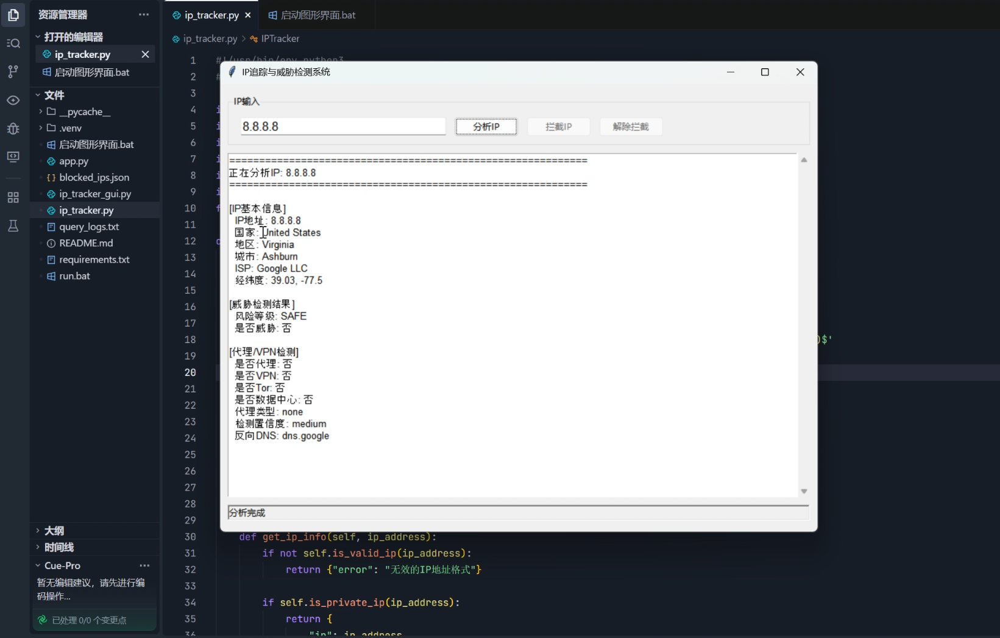 资源管理器
打开的编辑器
ip_tracker.py
启动图形界面.bat
文件
__pycache__
.venv
启动图形界面.bat
app.py
blocked_ips.json
ip_tracker_gui.py
ip_tracker.py
query_logs.txt
README.md
requirements.txt
run.bat
大纲
时间线
Cue-Pro
暂无编辑建议，请先进行编
码操作...
已处理 0/0 个变更点
ip_tracker.py
启动图形界面.bat
ip_tracker.py > IPTracker
1
2
3
4
5
6
7
8
9
10
11
12
13
14
15
16
17
18
19
20
21
22
23
24
25
26
27
28
29
30 def get_ip_info(self, ip_address):
31 if not self.is_valid_ip(ip_address):
32 return {"error": "无效的IP地址格式"}
33
34 if self.is_private_ip(ip_address):
35 return {
36 "ip": ip_address
)$'
IP追踪与威胁检测系统
IP输入
8.8.8.8 分析IP 拦截IP 解除拦截
============================================================
正在分析IP: 8.8.8.8
============================================================
[IP基本信息]
IP地址: 8.8.8.8
国家: United States
地区: Virginia
城市: Ashburn
ISP: Google LLC
经纬度: 39.03, -77.5
[威胁检测结果]
风险等级: SAFE
是否威胁: 否
[代理/VPN检测]
是否代理: 否
是否VPN: 否
是否Tor: 否
是否数据中心: 否
代理类型: none
检测置信度: medium
反向DNS: dns.google
分析完成